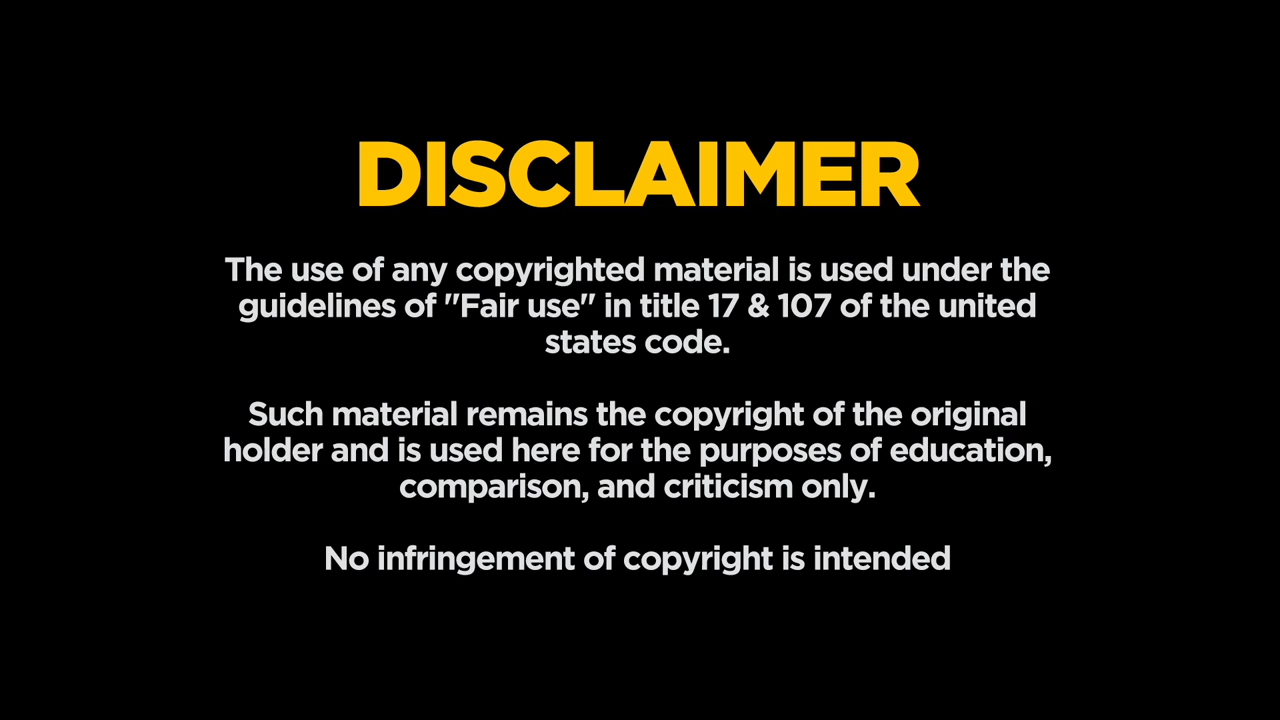 DISCLAIMER
The use of any copyrighted material is used under the
guidelines of "Fair use" in title 17 & 107 of the united
states code.
Such material remains the copyright of the original
holder and is used here for the purposes of education,
comparison, and criticism only.
No infringement of copyright is intended